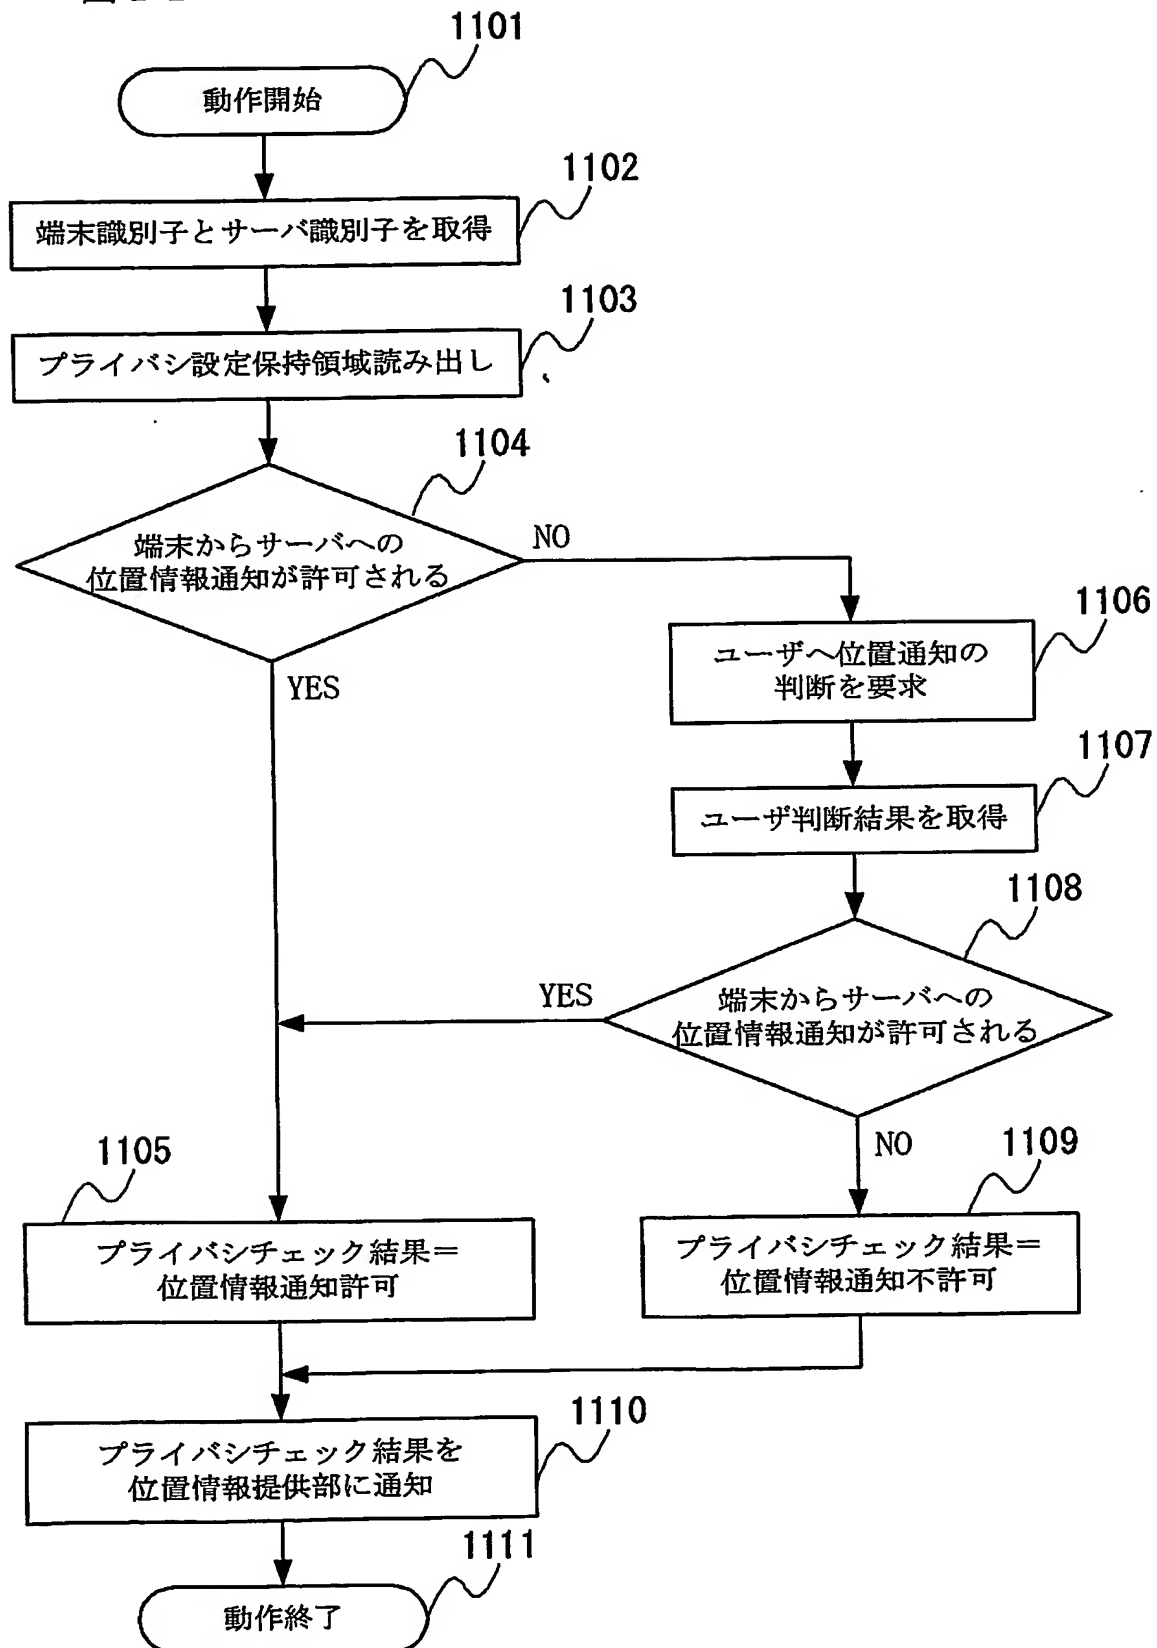 1101
動作開始
1102
端末識別子とサーバ識別子を取得
1103
プライバシ設定保持領域読み出し
1104
端末からサーバへの
位置情報通知が許可される
NO
YES
1106
ユーザへ位置通知の
判断を要求
1107
ユーザ判断結果を取得
1108
端末からサーバへの
位置情報通知が許可される
YES
NO
1105
プライバシチェック結果＝
位置情報通知許可
1109
プライバシチェック結果＝
位置情報通知不許可
1110
プライバシチェック結果を
位置情報提供部に通知
1111
動作終了